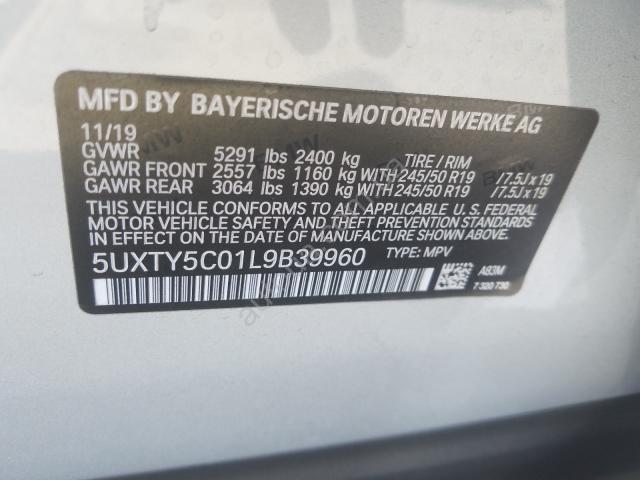 MFD BY BAYERISCHE MOTOREN WERKE AG
11/19
GVWR 5291 lbs 2400 kg TIRE / RIM
GAWR FRONT 2557 lbs 1160 kg WITH 245/50 R19 /7.5J x 19
GAWR REAR 3064 lbs 1390 kg WITH 245/50 R19 /7.5J x 19
THIS VEHICLE CONFORMS TO ALL APPLICABLE U. S. FEDERAL
MOTOR VEHICLE SAFETY AND THEFT PREVENTION STANDARDS
IN EFFECT ON THE DATE OF MANUFACTURE SHOWN ABOVE.
5UXTY5C01L9B39960 TYPE: MPV
A83M
7 320 730